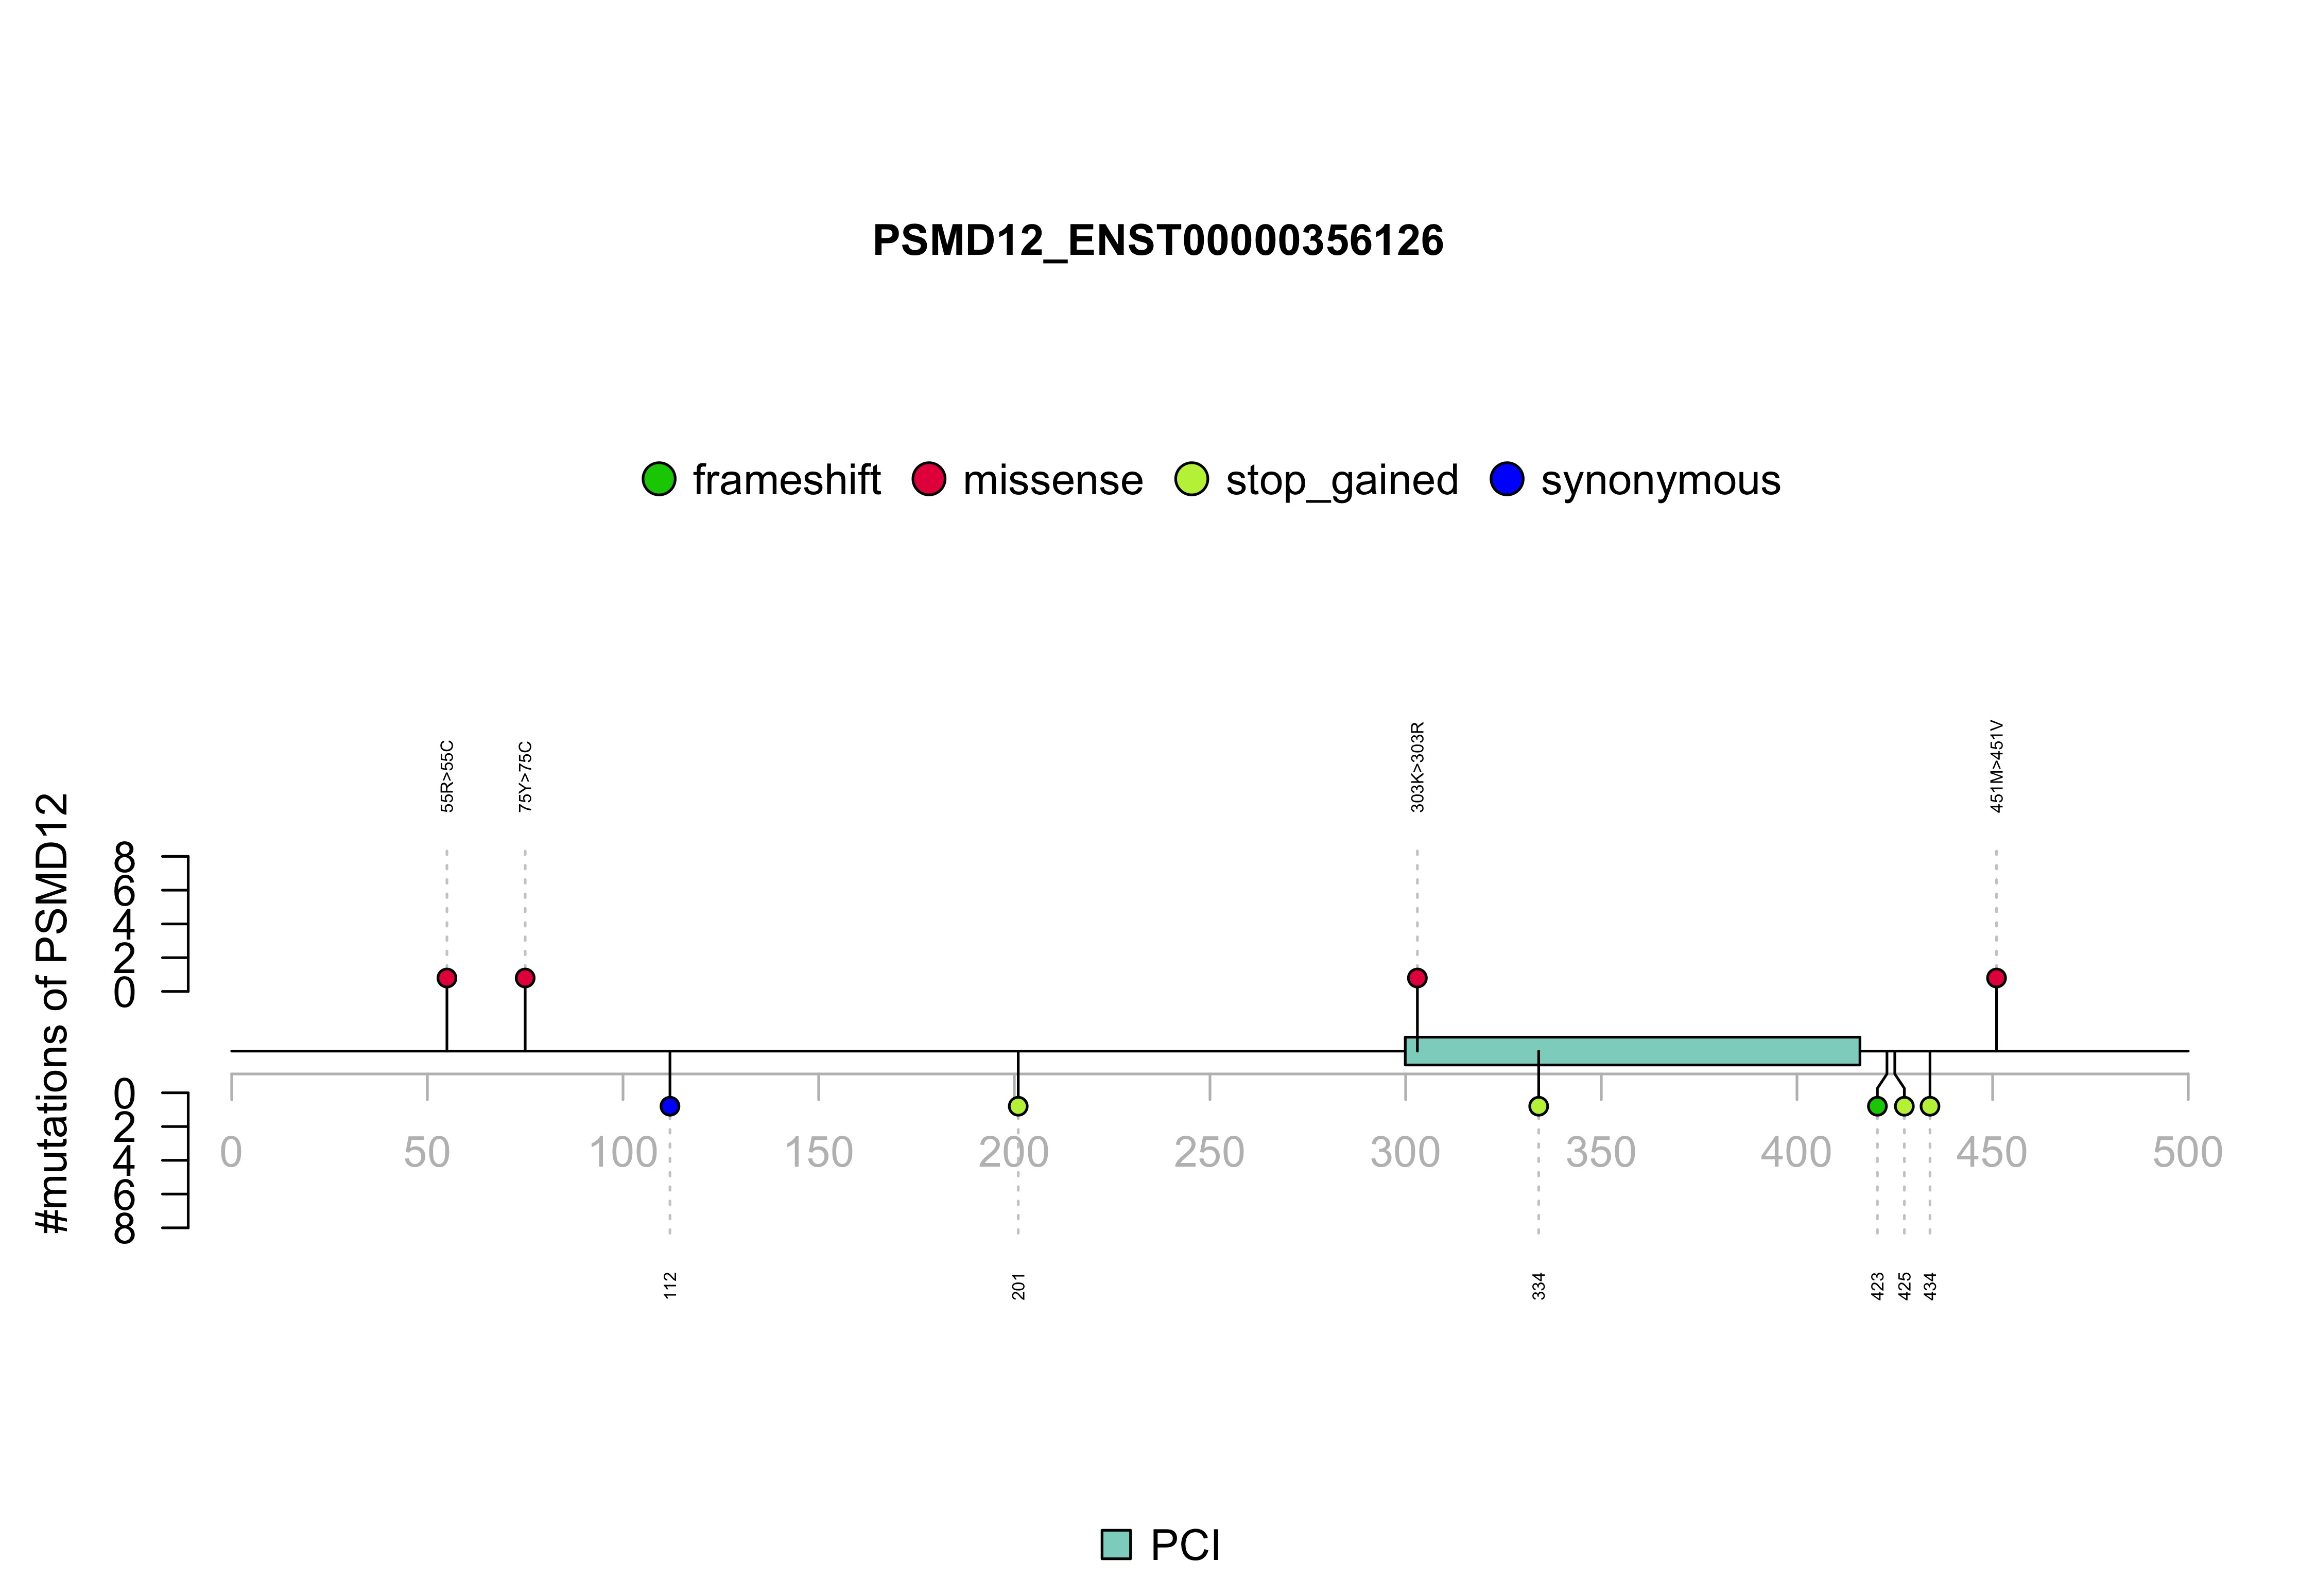 PSMD12_ENST00000356126
frameshift missense stop_gained synonymous
55R>55C 75Y>75C 303K>303R 451M>451V
#mutations of PSMD12
8
6
4
2
0
0
2
4
6
8
0 50 100 150 200 250 300 350 400 450 500
112 201 334 423 425 434
PCI